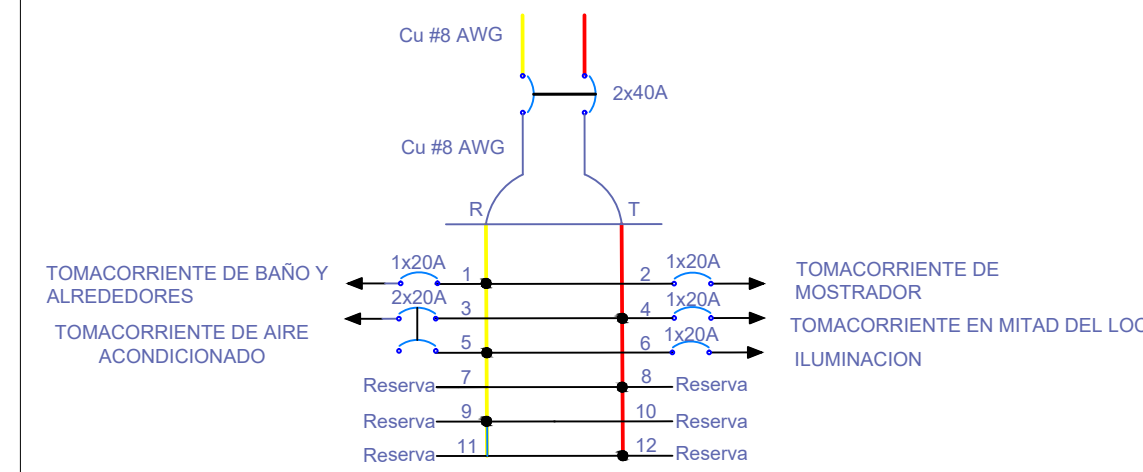 Cu #8 AWG
2x40A
Cu #8 AWG
R
T
1x20A
1x20A
TOMACORRIENTE DE BAÑO Y
ALREDEDORES
1
2
TOMACORRIENTE DE
MOSTRADOR
2x20A
1x20A
3
4
TOMACORRIENTE DE AIRE
ACONDICIONADO
TOMACORRIENTE EN MITAD DEL LOC
1x20A
5
6
ILUMINACION
Reserva
7
8
Reserva
Reserva
9
10
Reserva
Reserva
11
12
Reserva